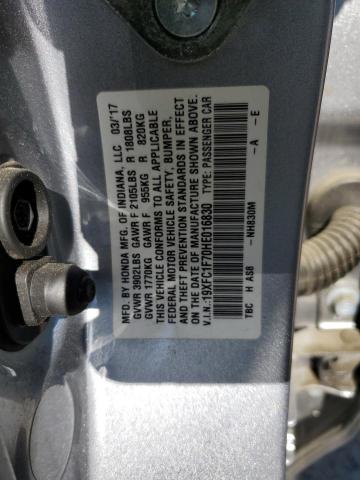 MFD. BY HONDA MFG. OF INDIANA, LLC 03/'17
GVWR 3902LBS GAWR F 2105LBS R 1808LBS
GVWR 1770KG GAWR F 955KG R 820KG
THIS VEHICLE CONFORMS TO ALL APPLICABLE
FEDERAL MOTOR VEHICLE SAFETY, BUMPER,
AND THEFT PREVENTION STANDARDS IN EFFECT
ON THE DATE OF MANUFACTURE SHOWN ABOVE.
V.I.N.:19XFC1F70HE016830 TYPE: PASSENGER CAR
TBC H AS8 -NH830M -A -E